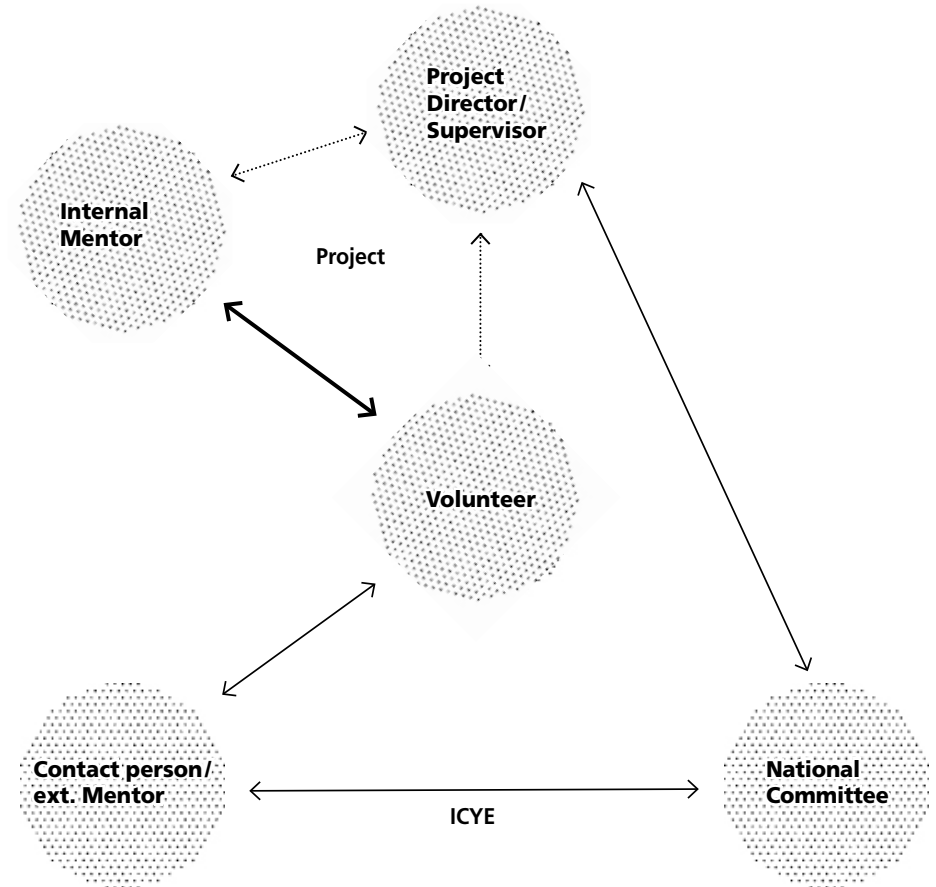 Project
Director/
Supervisor
Internal
Mentor
Project
Volunteer
Contact person/
ext. Mentor
National
Committee
ICYE